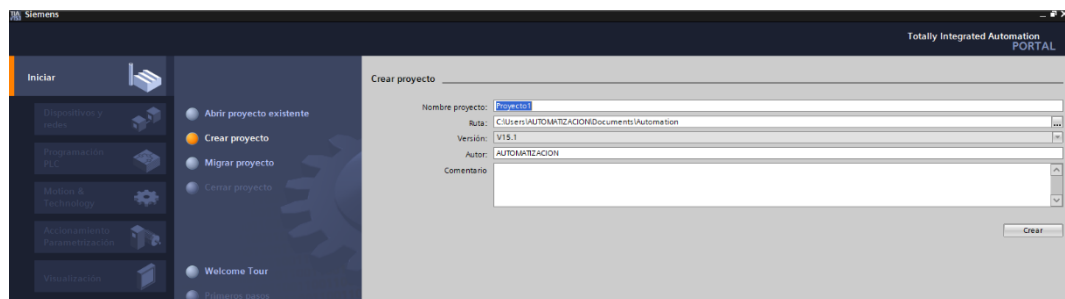 Siemens
Totally Integrated Automation
PORTAL
Iniciar
Dispositivos y
redes
Programación
PLC
Motion &
Technology
Accionamiento
Parametrización
Visualización
Abrir proyecto existente
Crear proyecto
Migrar proyecto
Cerrar proyecto
Welcome Tour
Primeros pasos
Crear proyecto
Nombre proyecto: Proyecto1
Ruta: C:\Users\AUTOMATIZACION\Documents\Automation ...
Versión: V15.1
Autor: AUTOMATIZACION
Comentario
Crear